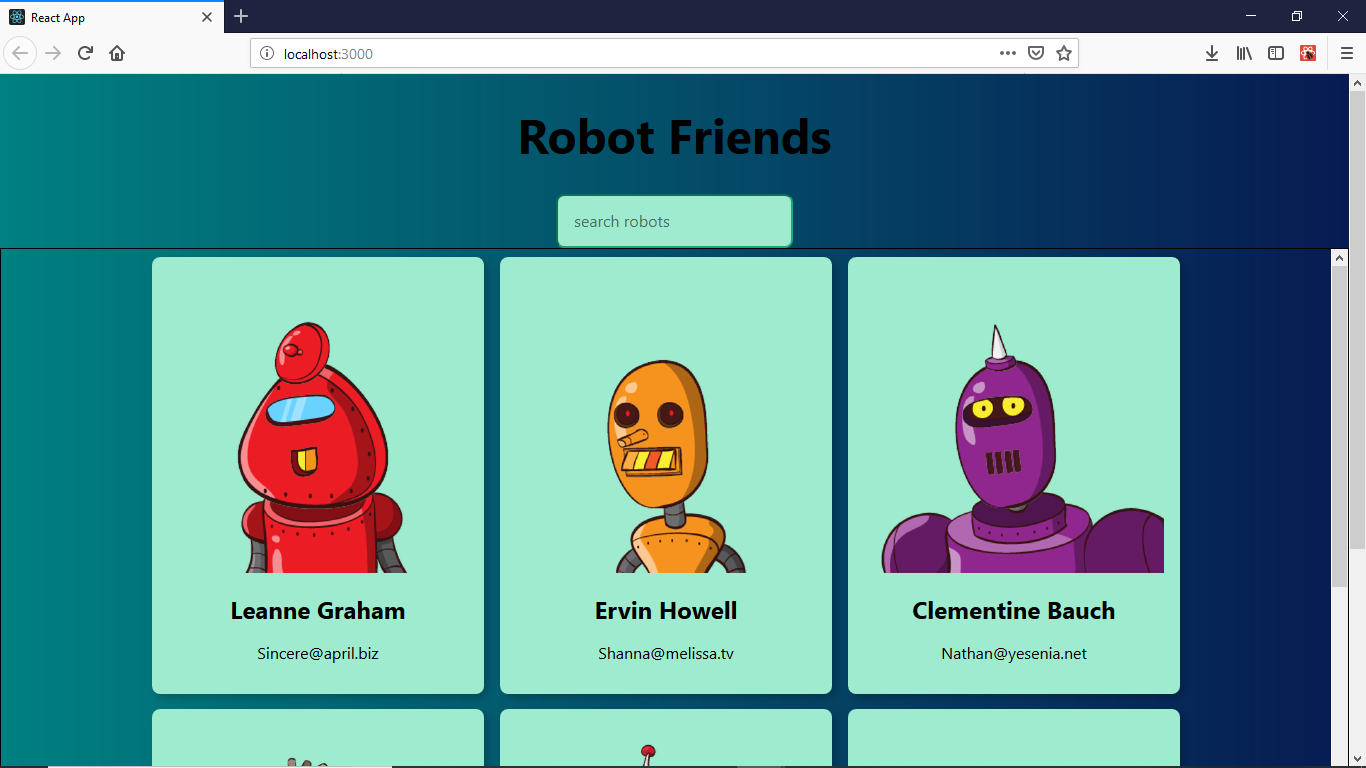 React App
localhost:3000
Robot Friends
search robots
Leanne Graham
Ervin Howell
Clementine Bauch
Sincere@april.biz
Shanna@melissa.tv
Nathan@yesenia.net